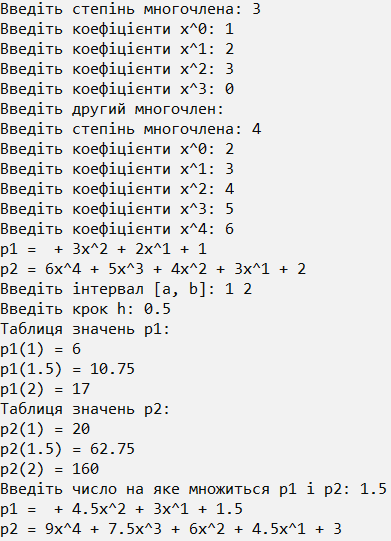 Введіть степінь многочлена: 3
Введіть коефіцієнти x^0: 1
Введіть коефіцієнти x^1: 2
Введіть коефіцієнти x^2: 3
Введіть коефіцієнти x^3: 0
Введіть другий многочлен:
Введіть степінь многочлена: 4
Введіть коефіцієнти x^0: 2
Введіть коефіцієнти x^1: 3
Введіть коефіцієнти x^2: 4
Введіть коефіцієнти x^3: 5
Введіть коефіцієнти x^4: 6
p1 =  + 3x^2 + 2x^1 + 1
p2 = 6x^4 + 5x^3 + 4x^2 + 3x^1 + 2
Введіть інтервал [a, b]: 1 2
Введіть крок h: 0.5
Таблиця значень p1:
p1(1) = 6
p1(1.5) = 10.75
p1(2) = 17
Таблиця значень p2:
p2(1) = 20
p2(1.5) = 62.75
p2(2) = 160
Введіть число на яке множиться p1 і p2: 1.5
p1 =  + 4.5x^2 + 3x^1 + 1.5
p2 = 9x^4 + 7.5x^3 + 6x^2 + 4.5x^1 + 3